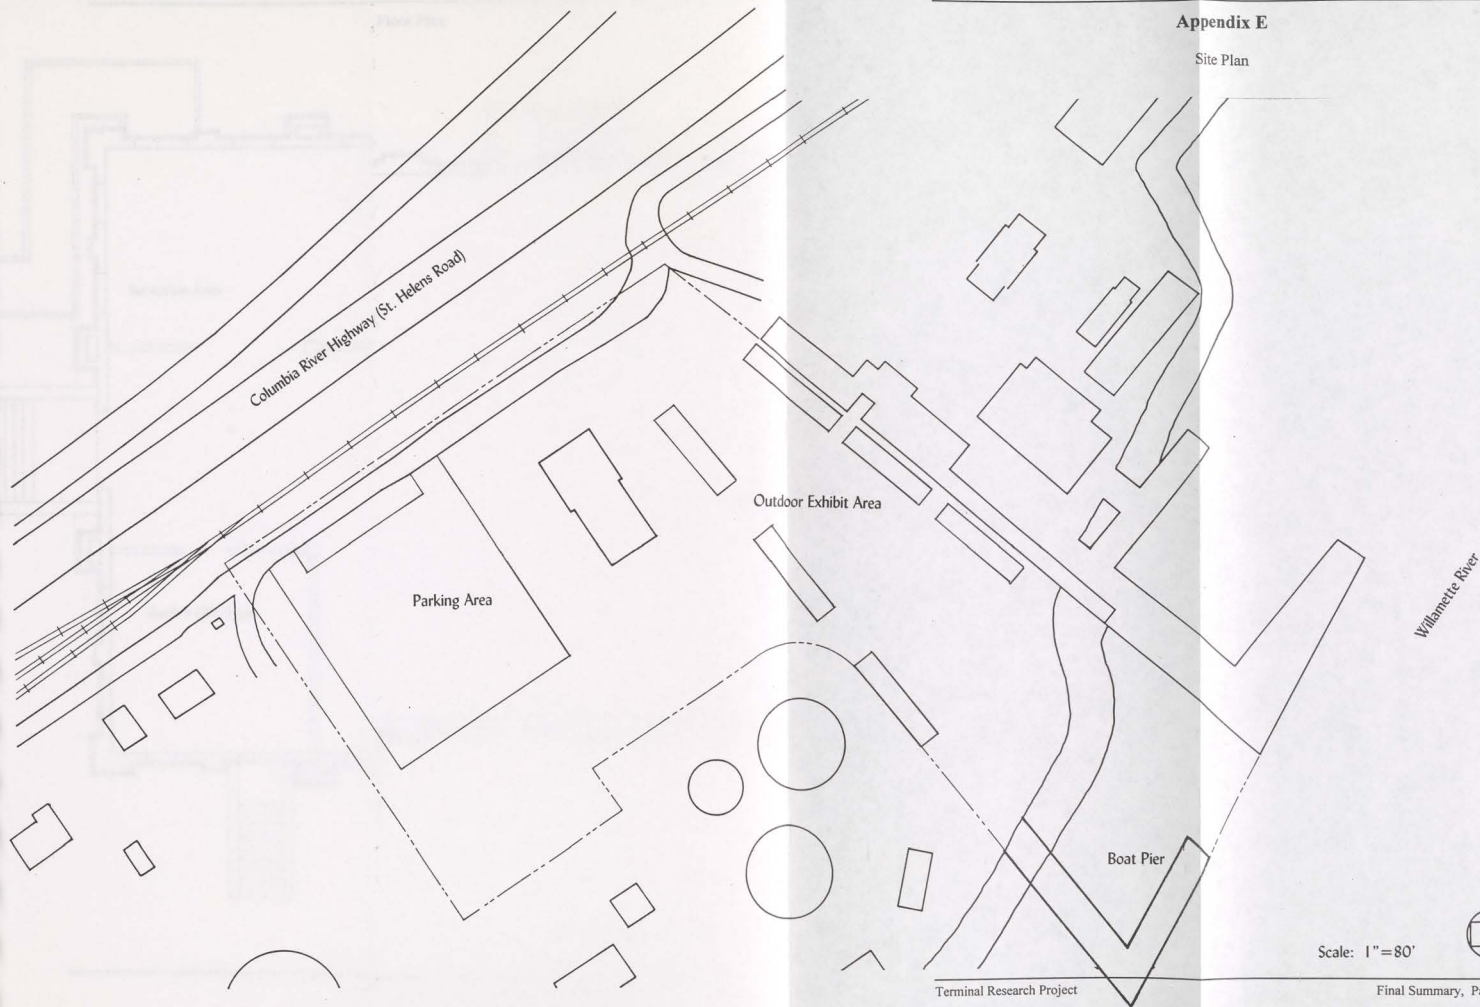 Appendix E
Site Plan
Columbia River Highway (St. Helens Road)
Outdoor Exhibit Area
Parking Area
Willamette River
Boat Pier
Scale: 1"=80'
Terminal Research Project
Final Summary,